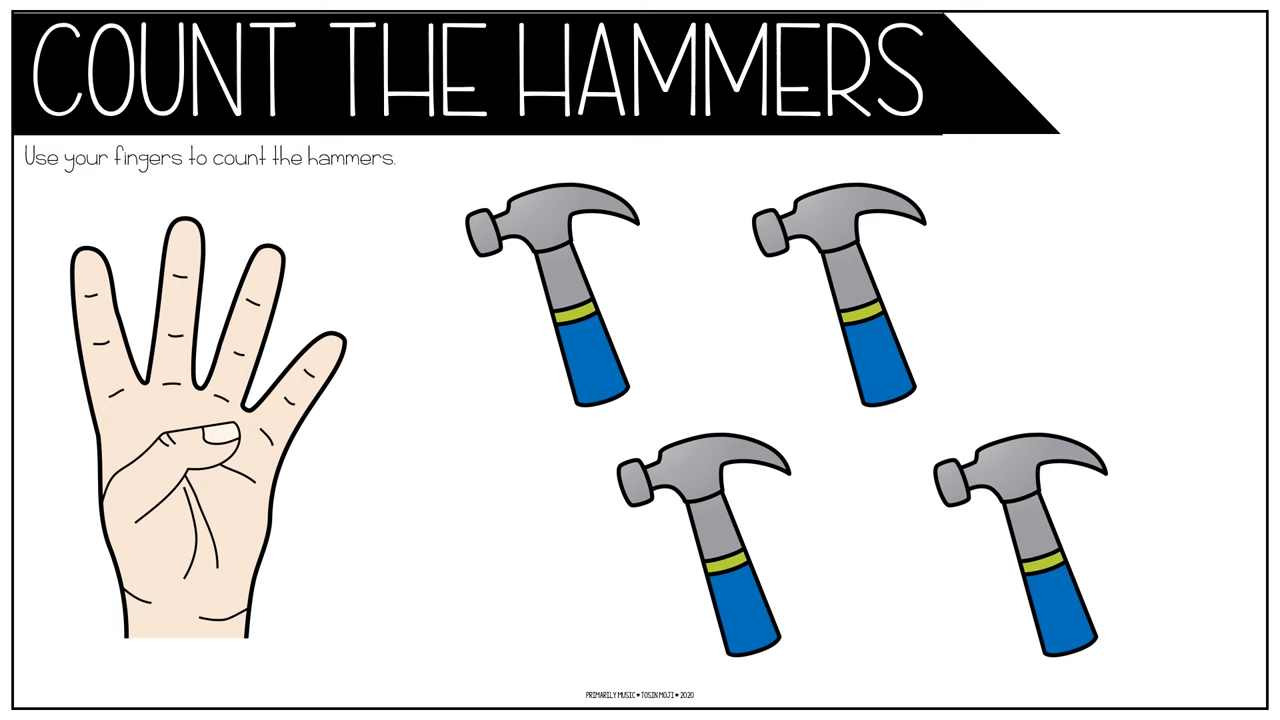 COUNT THE HAMMERS
Use your fingers to count the hammers.
PRIMARILY MUSIC ♥ TOSIN MOJI ♥ 2020